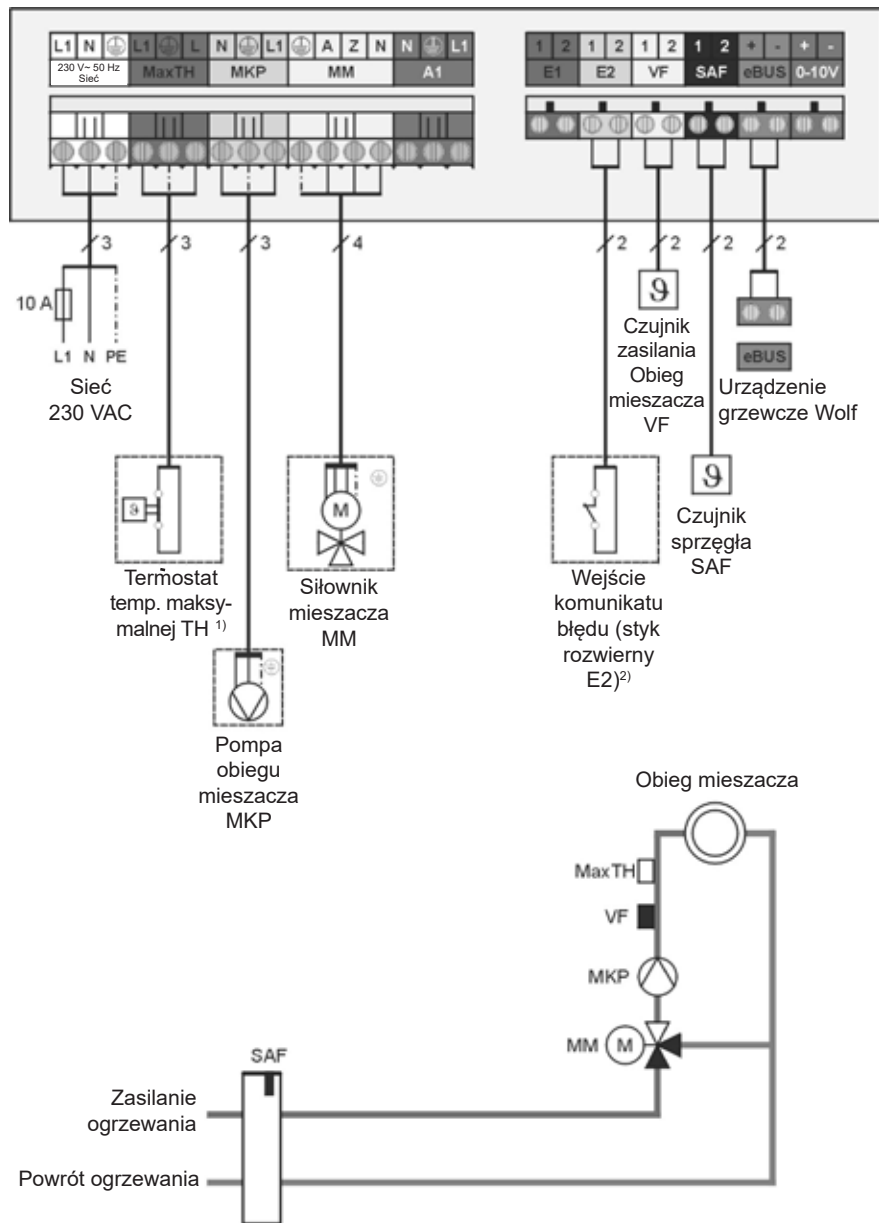 L1 N L1 L N L1 A Z N N L1
230 V~ 50 Hz
Sieć
MaxTH MKP MM A1
1 2 1 2 1 2 1 2 + - + -
E1 E2 VF SAF eBUS 0-10V
3 3 3 4 2 2 2 2
10 A
L1 N PE
Sieć
230 VAC
Termostat
temp. maksy-
malnej TH 1)
M
Siłownik
mieszacza
MM
Pompa
obiegu
mieszacza
MKP
ϑ
Czujnik
zasilania
Obieg
mieszacza
VF
eBUS
Urządzenie
grzewcze Wolf
ϑ
Czujnik
sprzęgła
SAF
Wejście
komunikatu
błędu (styk
rozwierny
E2)2)
Obieg mieszacza
MaxTH
VF
MKP
MM M
SAF
Zasilanie
ogrzewania
Powrót ogrzewania